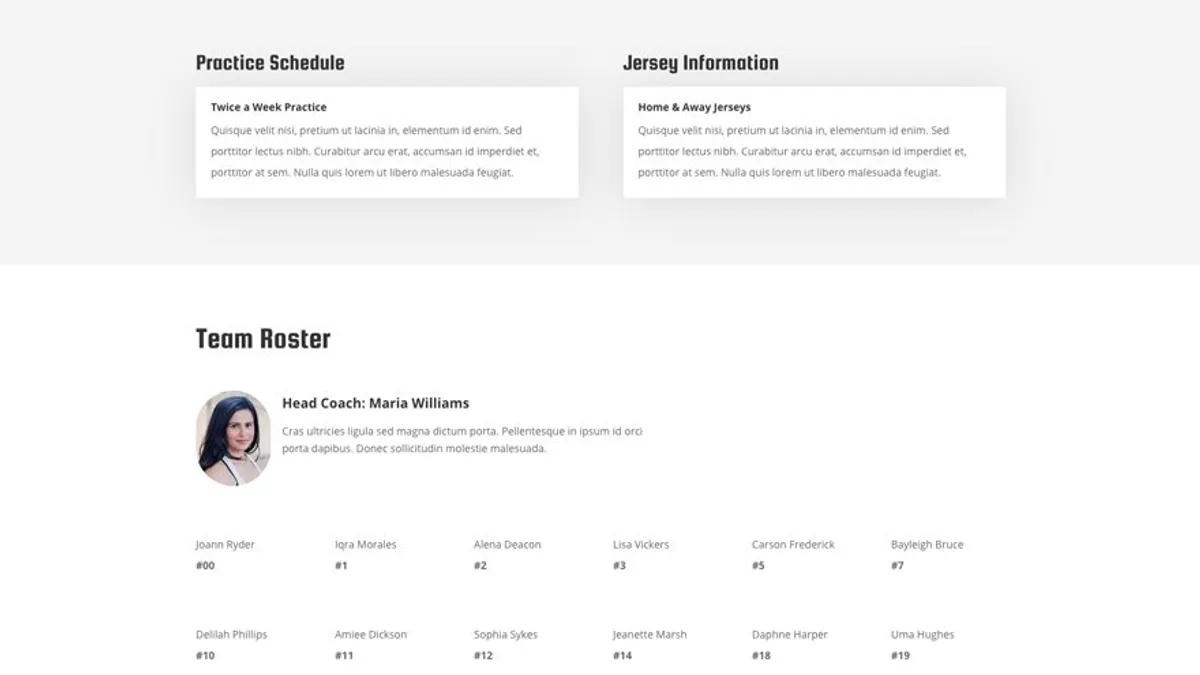 Practice Schedule
Twice a Week Practice
Quisque velit nisi, pretium ut lacinia in, elementum id enim. Sed
porttitor lectus nibh. Curabitur arcu erat, accumsan id imperdiet et,
porttitor at sem. Nulla quis lorem ut libero malesuada feugiat.
Jersey Information
Home & Away Jerseys
Quisque velit nisi, pretium ut lacinia in, elementum id enim. Sed
porttitor lectus nibh. Curabitur arcu erat, accumsan id imperdiet et,
porttitor at sem. Nulla quis lorem ut libero malesuada feugiat.
Team Roster
Head Coach: Maria Williams
Cras ultricies ligula sed magna dictum porta. Pellentesque in ipsum id orci
porta dapibus. Donec sollicitudin molestie malesuada.
Joann Ryder
#00
Iqra Morales
#1
Alena Deacon
#2
Lisa Vickers
#3
Carson Frederick
#5
Bayleigh Bruce
#7
Delilah Phillips
#10
Amiee Dickson
#11
Sophia Sykes
#12
Jeanette Marsh
#14
Daphne Harper
#18
Uma Hughes
#19